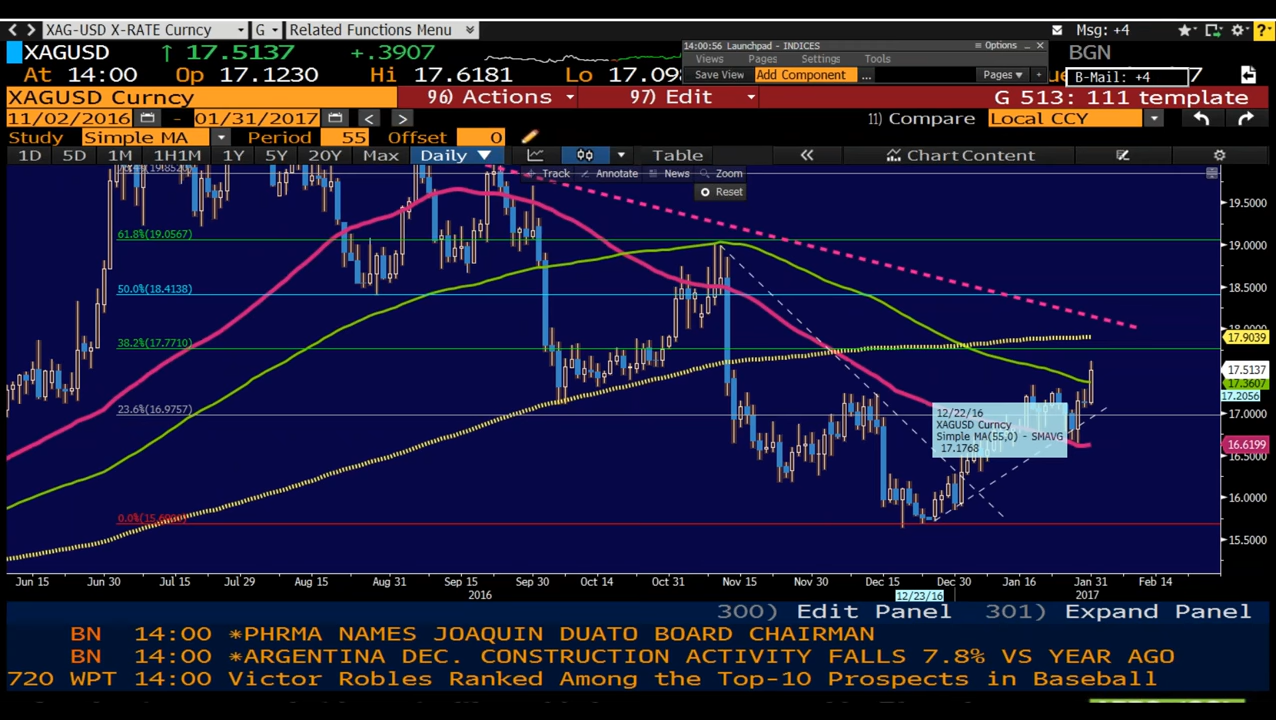 XAG-USD X-RATE Curncy G Related Functions Menu Msg: +4
XAGUSD ↑ 17.5137 +.3907 BGN
At 14:00 Op 17.1230 Hi 17.6181 Lo 17.09
14:00:56 Launchpad - INDICES Options
Views Pages Settings Tools
Save View Add Component ... Pages +
B-Mail: +4
XAGUSD Curncy 96) Actions 97) Edit G 513: 111 template
11/02/2016 - 01/31/2017 < > 11) Compare Local CCY
Study Simple MA Period 55 Offset 0
1D 5D 1M 1H1M 1Y 5Y 20Y Max Daily ▼ Table « Chart Content
Track Annotate News Zoom
Reset
19.5000
61.8%(19.0567)
19.0000
50.0%(18.4138)
18.5000
18.0000
17.9039
38.2%(17.7710)
17.5137
17.3607
17.2056
23.6%(16.9757)
17.0000
12/22/16
XAGUSD Curncy
Simple MA(55,0) - SMAVG
17.1768
16.6199
16.5000
16.0000
15.5000
Jun 15 Jun 30 Jul 15 Jul 29 Aug 15 Aug 31 Sep 15 Sep 30 Oct 14 Oct 31 Nov 15 Nov 30 Dec 15 Dec 30 Jan 16 Jan 31 Feb 14
2016 12/23/16 2017
300) Edit Panel 301) Expand Panel
BN 14:00 *PHRMA NAMES JOAQUIN DUATO BOARD CHAIRMAN
BN 14:00 *ARGENTINA DEC. CONSTRUCTION ACTIVITY FALLS 7.8% VS YEAR AGO
720 WPT 14:00 Victor Robles Ranked Among the Top-10 Prospects in Baseball